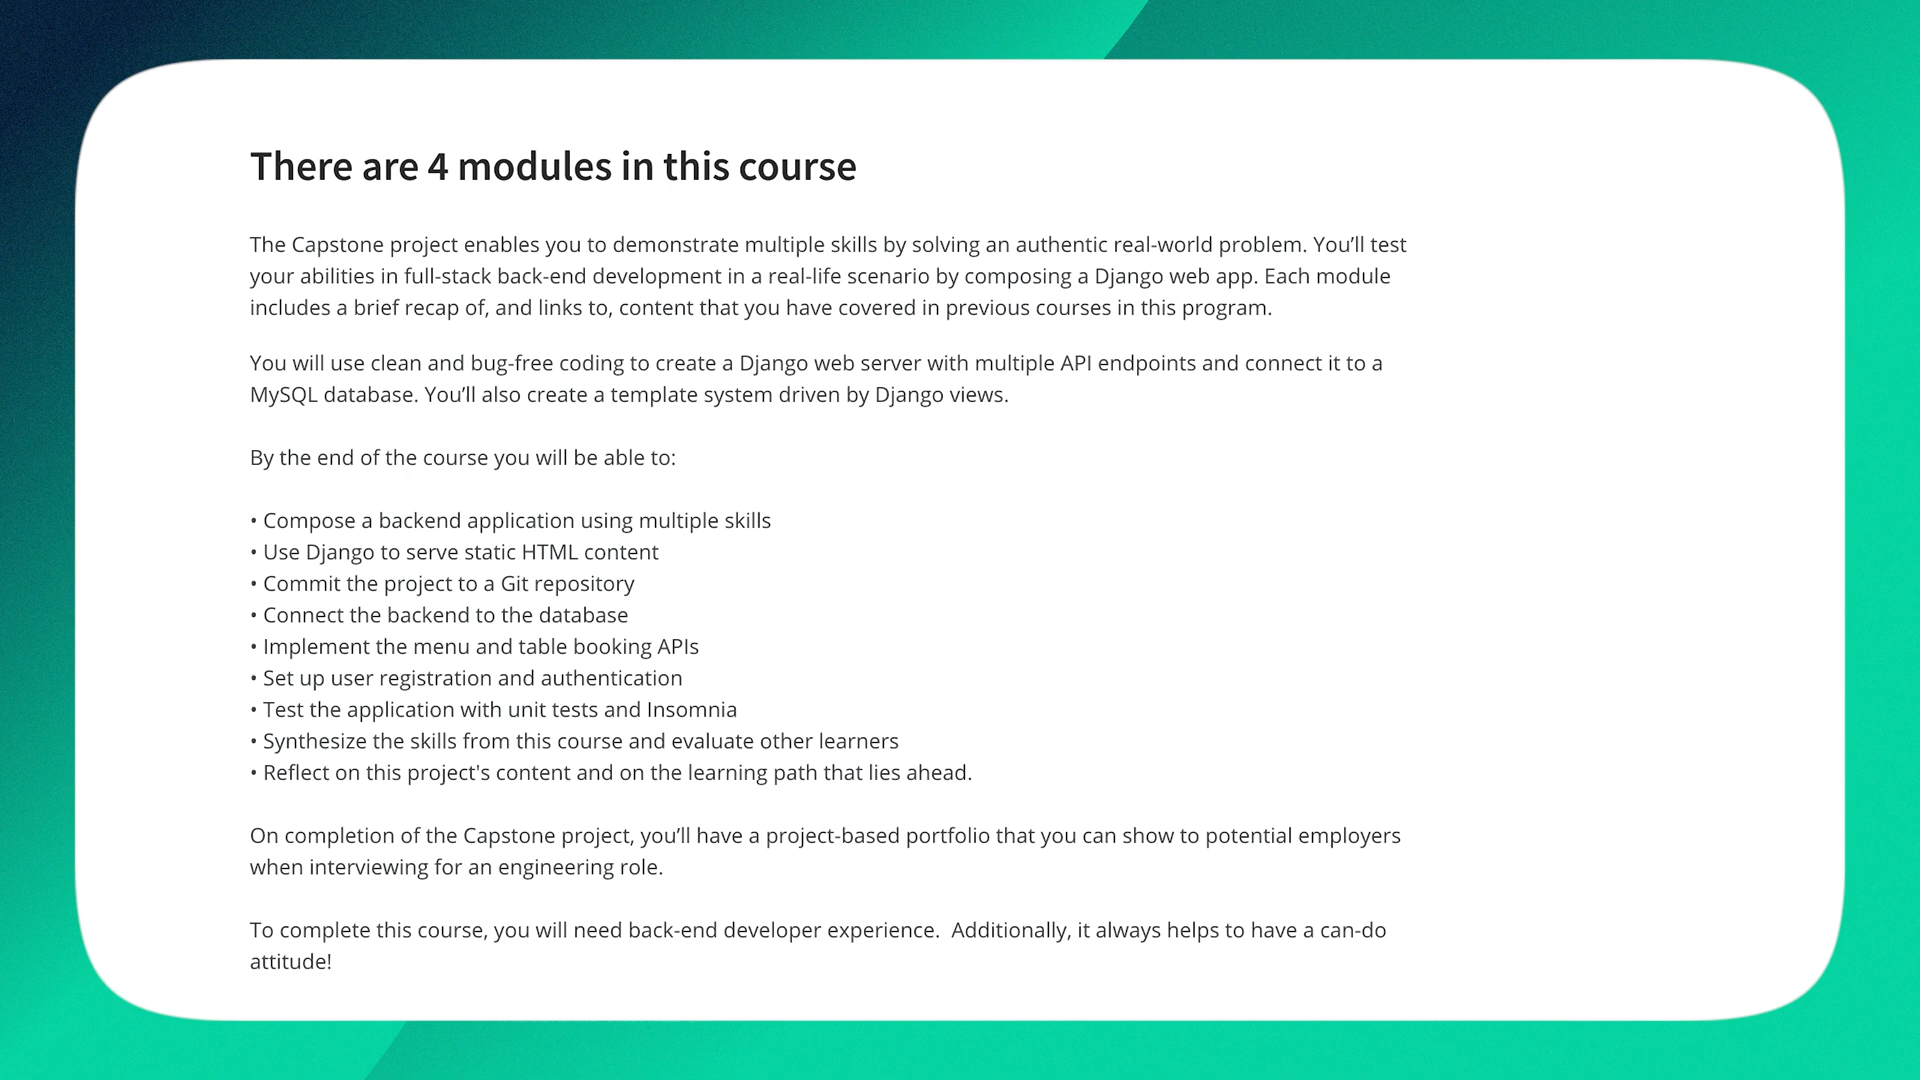 There are 4 modules in this course
The Capstone project enables you to demonstrate multiple skills by solving an authentic real-world problem. You’ll test
your abilities in full-stack back-end development in a real-life scenario by composing a Django web app. Each module
includes a brief recap of, and links to, content that you have covered in previous courses in this program.
You will use clean and bug-free coding to create a Django web server with multiple API endpoints and connect it to a
MySQL database. You’ll also create a template system driven by Django views.
By the end of the course you will be able to:
• Compose a backend application using multiple skills
• Use Django to serve static HTML content
• Commit the project to a Git repository
• Connect the backend to the database
• Implement the menu and table booking APIs
• Set up user registration and authentication
• Test the application with unit tests and Insomnia
• Synthesize the skills from this course and evaluate other learners
• Reflect on this project's content and on the learning path that lies ahead.
On completion of the Capstone project, you’ll have a project-based portfolio that you can show to potential employers
when interviewing for an engineering role.
To complete this course, you will need back-end developer experience.  Additionally, it always helps to have a can-do
attitude!